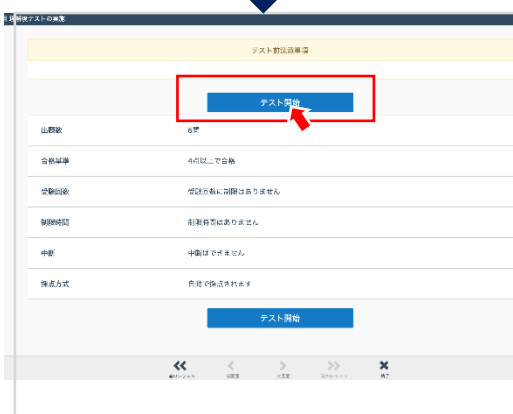 理解度テストの実施
テスト前注意事項
テスト開始
出題数 6問
合格基準 4点以上で合格
受験回数 受験回数に制限はありません
制限時間 制限時間はありません
中断 中断はできません
採点方式 自動で採点されます
テスト開始
終了